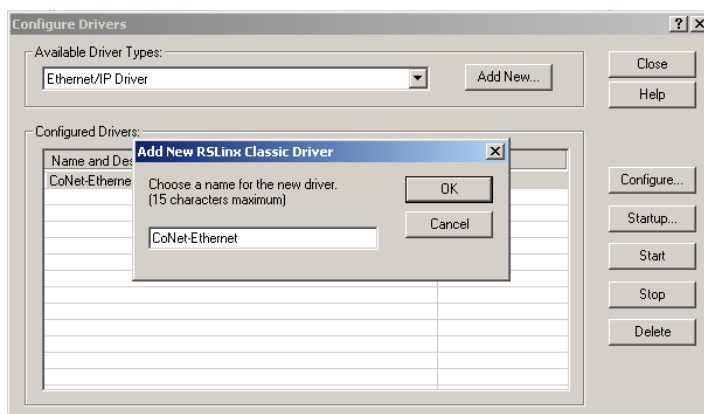 Configure Drivers
Available Driver Types:
Ethernet/IP Driver
Add New...
Close
Help
Configured Drivers:
Name and Des
CoNet-Etherne
Add New RSLinx Classic Driver
Choose a name for the new driver.
(15 characters maximum)
CoNet-Ethernet
OK
Cancel
Configure...
Startup...
Start
Stop
Delete